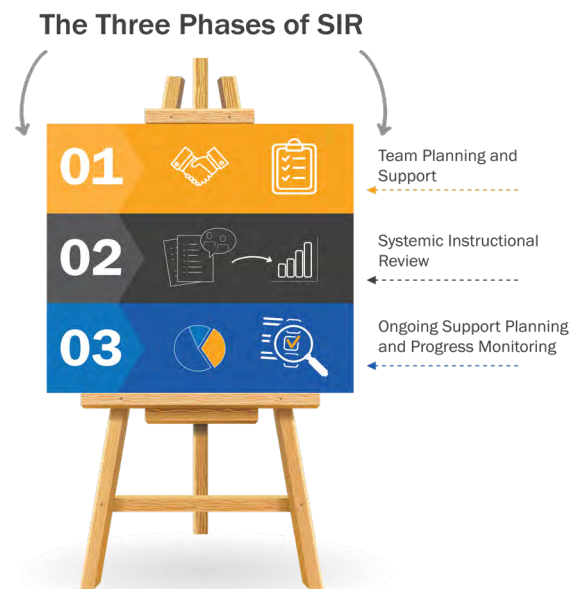 The Three Phases of SIR
01
Team Planning and
Support
02
Systemic Instructional
Review
03
Ongoing Support Planning
and Progress Monitoring